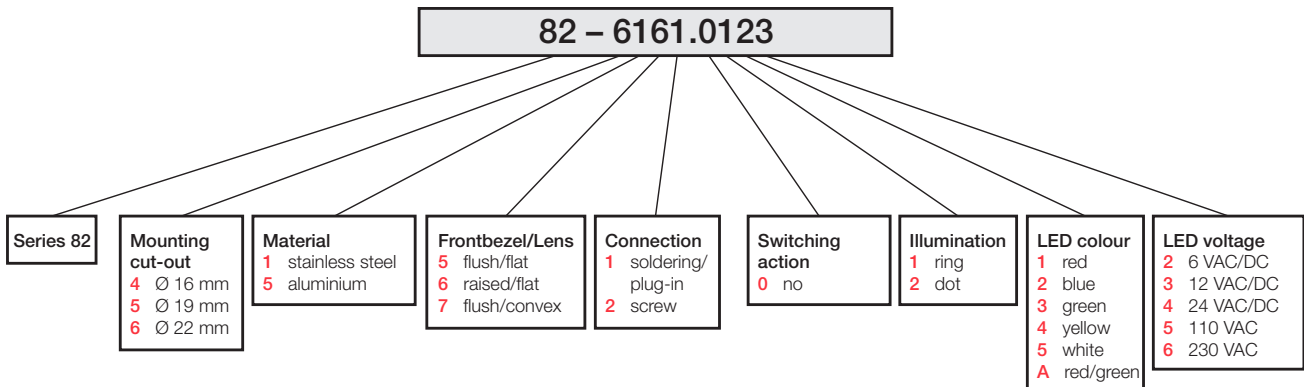 82 – 6161.0123
Series 82
Mounting
cut-out
4 Ø 16 mm
5 Ø 19 mm
6 Ø 22 mm
Material
1 stainless steel
5 aluminium
Frontbezel/Lens
5 flush/flat
6 raised/flat
7 flush/convex
Connection
1 soldering/
plug-in
2 screw
Switching
action
0 no
Illumination
1 ring
2 dot
LED colour
1 red
2 blue
3 green
4 yellow
5 white
A red/green
LED voltage
2 6 VAC/DC
3 12 VAC/DC
4 24 VAC/DC
5 110 VAC
6 230 VAC